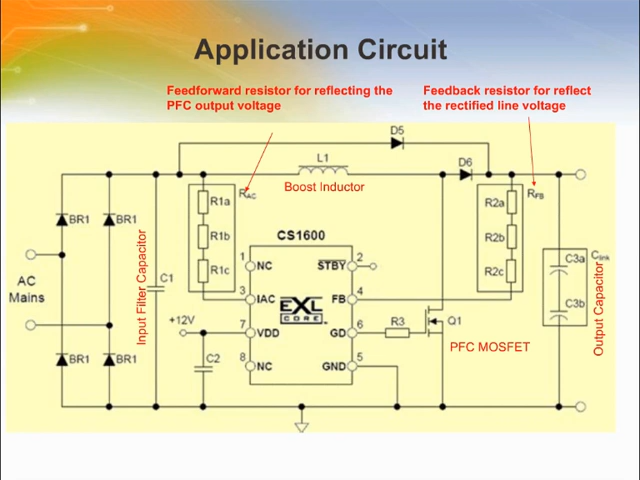 Application Circuit
Feedforward resistor for reflecting the
PFC output voltage
Feedback resistor for reflect
the rectified line voltage
D5
L1
D6
Boost Inductor
BR1
BR1
R1a
R1b
R1c
RAC
R2a
R2b
R2c
RFB
CS1600
1
NC
STBY
2
3
IAC
FB
4
7
VDD
GD
6
8
NC
GND
5
EXL
CORE
AC
Mains
Input Filter Capacitor
C1
+12V
C2
R3
Q1
PFC MOSFET
C3a
C3b
Clink
Output Capacitor
BR1
BR1